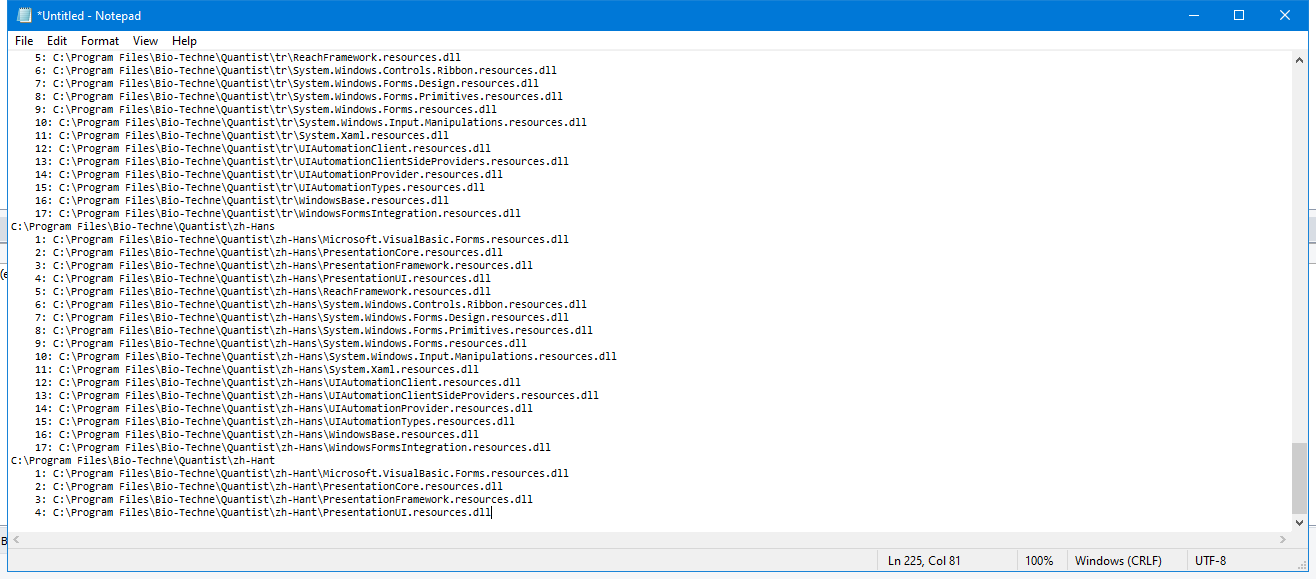 *Untitled - Notepad
File Edit Format View Help
5: C:\Program Files\Bio-Techne\Quantist\tr\ReachFramework.resources.dll
6: C:\Program Files\Bio-Techne\Quantist\tr\System.Windows.Controls.Ribbon.resources.dll
7: C:\Program Files\Bio-Techne\Quantist\tr\System.Windows.Forms.Design.resources.dll
8: C:\Program Files\Bio-Techne\Quantist\tr\System.Windows.Forms.Primitives.resources.dll
9: C:\Program Files\Bio-Techne\Quantist\tr\System.Windows.Forms.resources.dll
10: C:\Program Files\Bio-Techne\Quantist\tr\System.Windows.Input.Manipulations.resources.dll
11: C:\Program Files\Bio-Techne\Quantist\tr\System.Xaml.resources.dll
12: C:\Program Files\Bio-Techne\Quantist\tr\UIAutomationClient.resources.dll
13: C:\Program Files\Bio-Techne\Quantist\tr\UIAutomationClientSideProviders.resources.dll
14: C:\Program Files\Bio-Techne\Quantist\tr\UIAutomationProvider.resources.dll
15: C:\Program Files\Bio-Techne\Quantist\tr\UIAutomationTypes.resources.dll
16: C:\Program Files\Bio-Techne\Quantist\tr\WindowsBase.resources.dll
17: C:\Program Files\Bio-Techne\Quantist\tr\WindowsFormsIntegration.resources.dll
C:\Program Files\Bio-Techne\Quantist\zh-Hans
1: C:\Program Files\Bio-Techne\Quantist\zh-Hans\Microsoft.VisualBasic.Forms.resources.dll
2: C:\Program Files\Bio-Techne\Quantist\zh-Hans\PresentationCore.resources.dll
3: C:\Program Files\Bio-Techne\Quantist\zh-Hans\PresentationFramework.resources.dll
4: C:\Program Files\Bio-Techne\Quantist\zh-Hans\PresentationUI.resources.dll
5: C:\Program Files\Bio-Techne\Quantist\zh-Hans\ReachFramework.resources.dll
6: C:\Program Files\Bio-Techne\Quantist\zh-Hans\System.Windows.Controls.Ribbon.resources.dll
7: C:\Program Files\Bio-Techne\Quantist\zh-Hans\System.Windows.Forms.Design.resources.dll
8: C:\Program Files\Bio-Techne\Quantist\zh-Hans\System.Windows.Forms.Primitives.resources.dll
9: C:\Program Files\Bio-Techne\Quantist\zh-Hans\System.Windows.Forms.resources.dll
10: C:\Program Files\Bio-Techne\Quantist\zh-Hans\System.Windows.Input.Manipulations.resources.dll
11: C:\Program Files\Bio-Techne\Quantist\zh-Hans\System.Xaml.resources.dll
12: C:\Program Files\Bio-Techne\Quantist\zh-Hans\UIAutomationClient.resources.dll
13: C:\Program Files\Bio-Techne\Quantist\zh-Hans\UIAutomationClientSideProviders.resources.dll
14: C:\Program Files\Bio-Techne\Quantist\zh-Hans\UIAutomationProvider.resources.dll
15: C:\Program Files\Bio-Techne\Quantist\zh-Hans\UIAutomationTypes.resources.dll
16: C:\Program Files\Bio-Techne\Quantist\zh-Hans\WindowsBase.resources.dll
17: C:\Program Files\Bio-Techne\Quantist\zh-Hans\WindowsFormsIntegration.resources.dll
C:\Program Files\Bio-Techne\Quantist\zh-Hant
1: C:\Program Files\Bio-Techne\Quantist\zh-Hant\Microsoft.VisualBasic.Forms.resources.dll
2: C:\Program Files\Bio-Techne\Quantist\zh-Hant\PresentationCore.resources.dll
3: C:\Program Files\Bio-Techne\Quantist\zh-Hant\PresentationFramework.resources.dll
4: C:\Program Files\Bio-Techne\Quantist\zh-Hant\PresentationUI.resources.dll
Ln 225, Col 81 100% Windows (CRLF) UTF-8